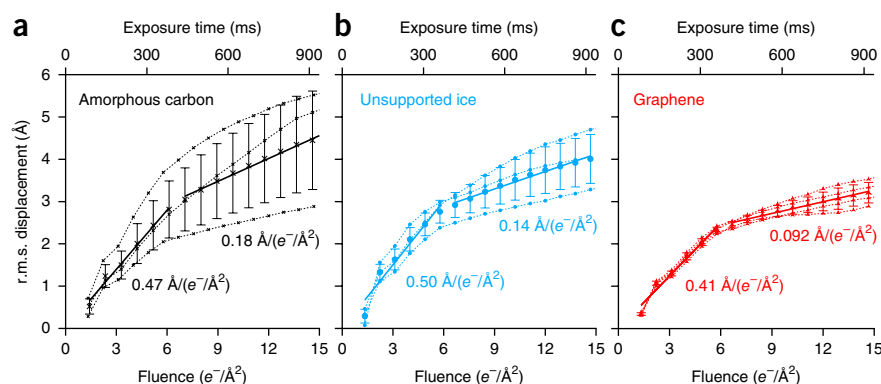 a
Exposure time (ms)
0 300 600 900
Amorphous carbon
r.m.s. displacement (Å)
6
5
4
3
2
1
0
0.18 Å/(e⁻/Å²)
0.47 Å/(e⁻/Å²)
0 3 6 9 12 15
Fluence (e⁻/Å²)
b
Exposure time (ms)
0 300 600 900
Unsupported ice
0.14 Å/(e⁻/Å²)
0.50 Å/(e⁻/Å²)
0 3 6 9 12 15
Fluence (e⁻/Å²)
c
Exposure time (ms)
0 300 600 900
Graphene
0.092 Å/(e⁻/Å²)
0.41 Å/(e⁻/Å²)
0 3 6 9 12 15
Fluence (e⁻/Å²)